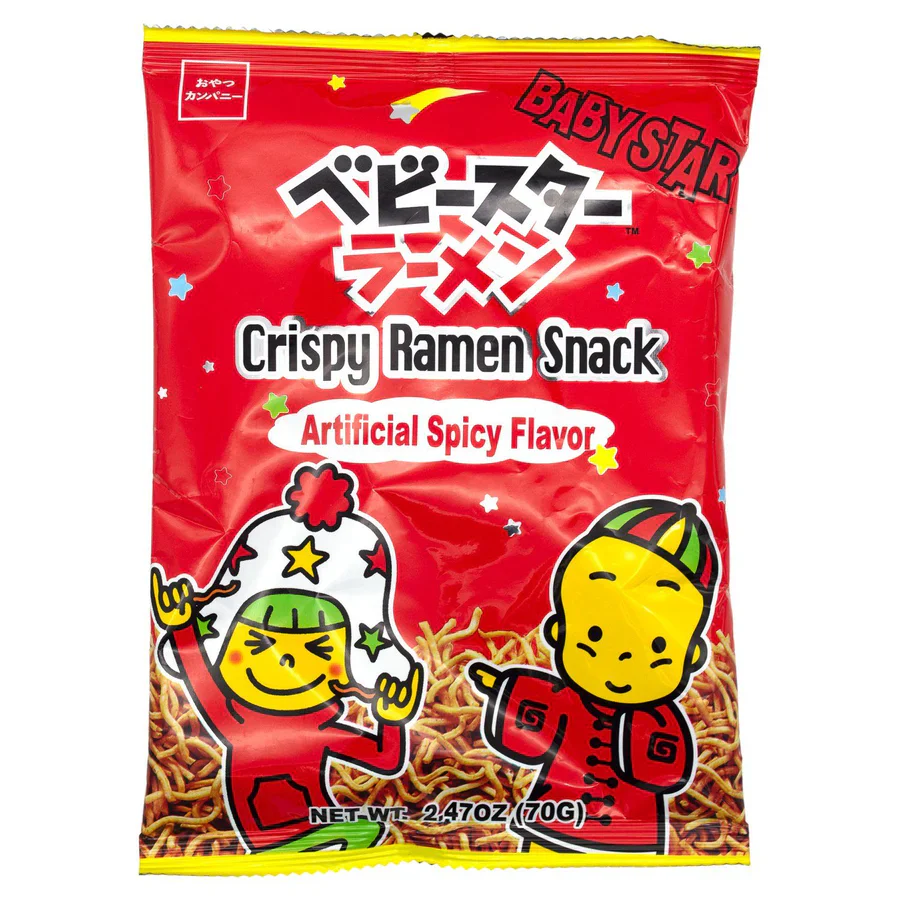 おやつ
カンパニー
BABY STAR
ベビースター
ラーメン
TM
Crispy Ramen Snack
Artificial Spicy Flavor
NET WT. 2.47OZ (70G)